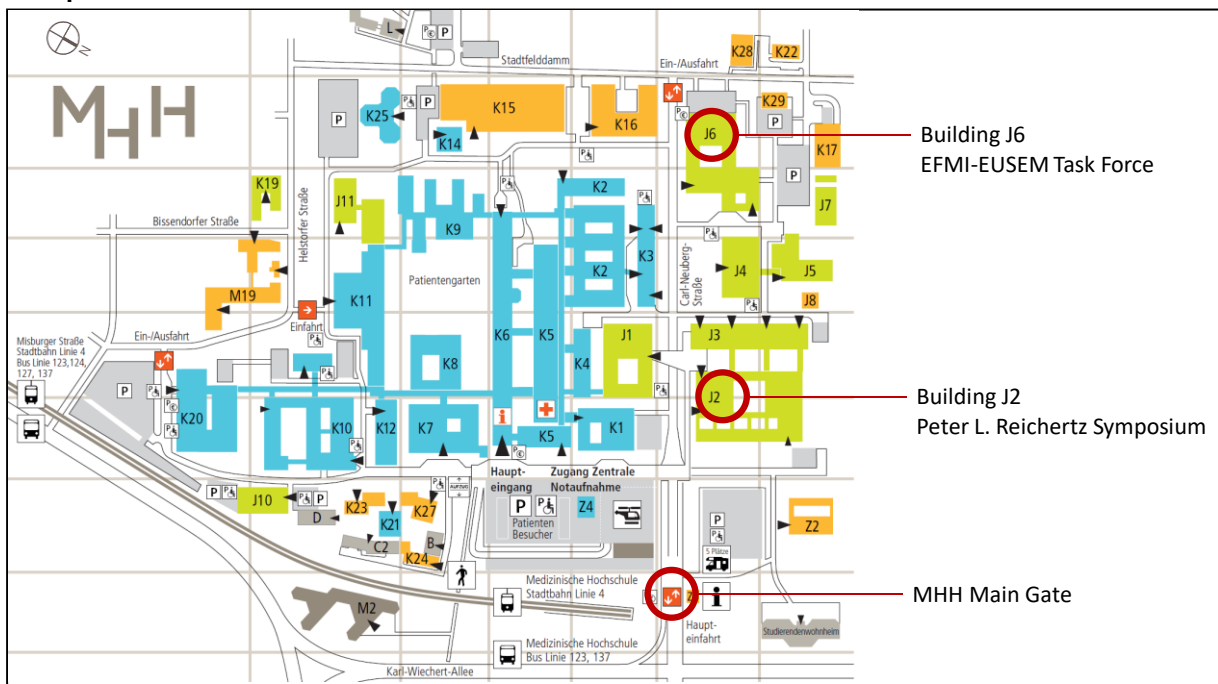 N
MHH
L
P
€
P
Stadtfelddamm
Ein-/Ausfahrt
K28
K22
K29
P
K25
P
P
K14
K15
K16
P
€
J6
K17
P
J7
Building J6
EFMI-EUSEM Task Force
K19
Bissendorfer Straße
Helstorfer Straße
J11
K9
K2
K2
K3
P
P
Carl-Neuberg-
Straße
J4
J5
J8
P
M19
K11
Patientengarten
K6
K5
Einfahrt
P
Ein-/Ausfahrt
Misburger Straße
Stadtbahn Linie 4
Bus Linie 123,124,
127, 137
K8
K4
J1
J3
P
P
P
P
€
P
K20
K10
K12
K7
K5
K1
P
J2
Building J2
Peter L. Reichertz Symposium
i
P
€
Haupt-
eingang
Zugang Zentrale
Notaufnahme
P
P
J10
P
P
P
D
K23
K21
K27
C2
B
K24
P
P
Patienten
Besucher
Z4
P
P
5 Plätze
Z2
Medizinische Hochschule
Stadtbahn Linie 4
Z
i
MHH Main Gate
Haupt-
einfahrt
Studierendenwohnheim
M2
Medizinische Hochschule
Bus Linie 123, 137
Karl-Wiechert-Allee